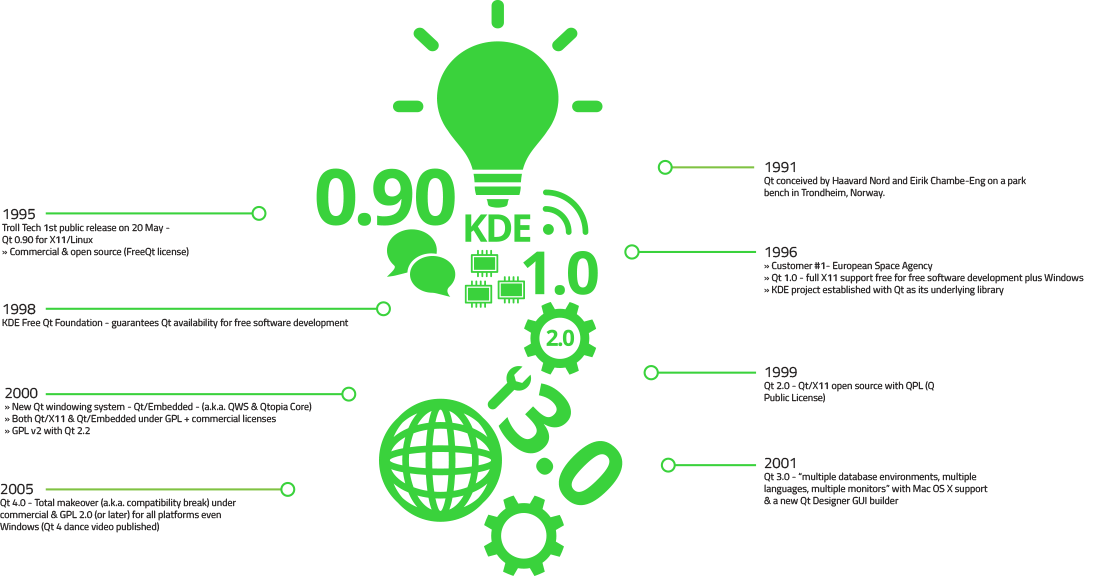 0.90
KDE
1.0
2.0
3.0
1991
Qt conceived by Haavard Nord and Eirik Chambe-Eng on a park
bench in Trondheim, Norway.
1995
Troll Tech 1st public release on 20 May -
Qt 0.90 for X11/Linux
» Commercial & open source (FreeQt license)
1996
» Customer #1- European Space Agency
» Qt 1.0 - full X11 support free for free software development plus Windows
» KDE project established with Qt as its underlying library
1998
KDE Free Qt Foundation - guarantees Qt availability for free software development
1999
Qt 2.0 - Qt/X11 open source with QPL (Q
Public License)
2000
» New Qt windowing system - Qt/Embedded - (a.k.a. QWS & Qtopia Core)
» Both Qt/X11 & Qt/Embedded under GPL + commercial licenses
» GPL v2 with Qt 2.2
2001
Qt 3.0 - "multiple database environments, multiple
languages, multiple monitors" with Mac OS X support
& a new Qt Designer GUI builder
2005
Qt 4.0 - Total makeover (a.k.a. compatibility break) under
commercial & GPL 2.0 (or later) for all platforms even
Windows (Qt 4 dance video published)